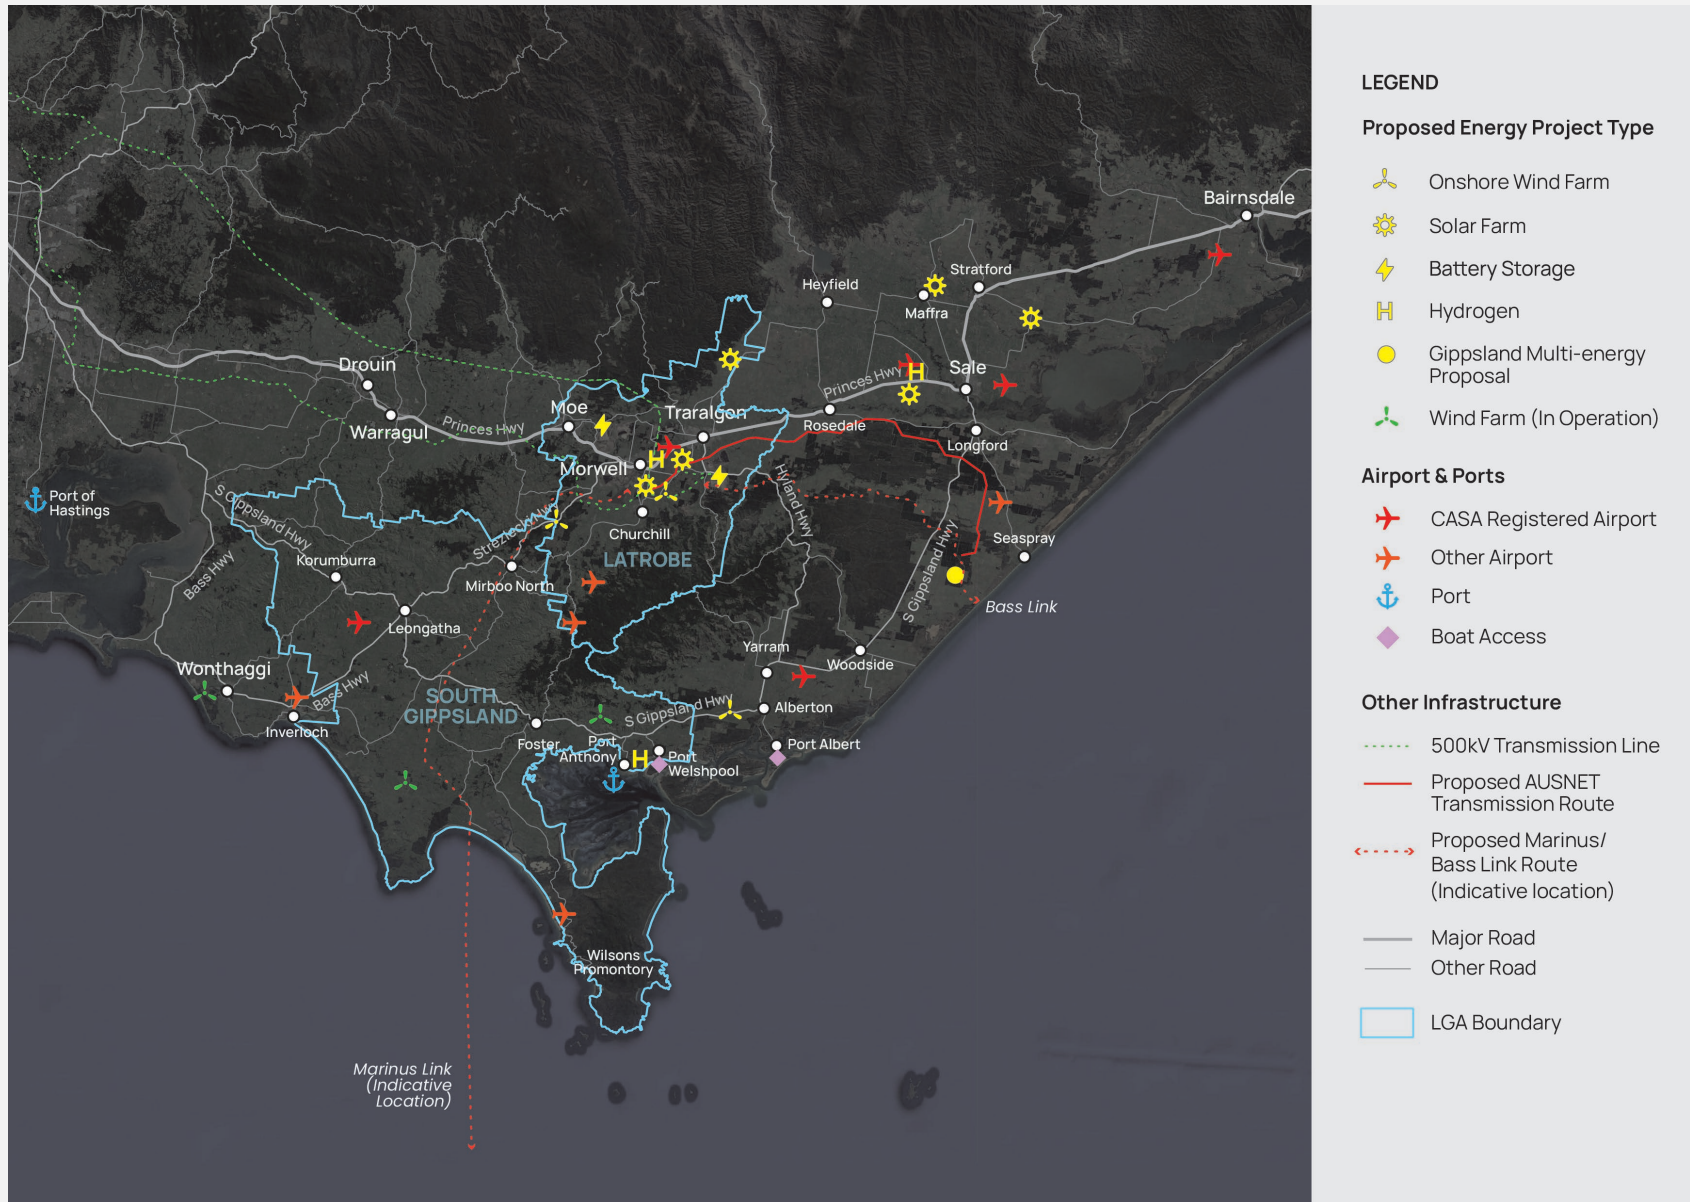 Bairnsdale
Stratford
Heyfield
Maffra
Drouin
Sale
Princes Hwy
Moe
Traralgon
Rosedale
Warragul
Princes Hwy
Longford
Morwell
H
H
Port of
Hastings
S Gippsland Hwy
Hyland Hwy
Strezlecki Hwy
Churchill
Seaspray
Bass Hwy
Korumburra
LATROBE
S Gippsland Hwy
Mirboo North
Bass Link
Leongatha
Yarram
Woodside
Wonthaggi
Bass Hwy
SOUTH
GIPPSLAND
S Gippsland Hwy
Alberton
Inverloch
Foster
Port
Anthony
H
Port
Welshpool
Port Albert
Wilsons
Promontory
Marinus Link
(Indicative
Location)
LEGEND
Proposed Energy Project Type
Onshore Wind Farm
Solar Farm
Battery Storage
H Hydrogen
Gippsland Multi-energy
Proposal
Wind Farm (In Operation)
Airport & Ports
CASA Registered Airport
Other Airport
Port
Boat Access
Other Infrastructure
500kV Transmission Line
Proposed AUSNET
Transmission Route
Proposed Marinus/
Bass Link Route
(Indicative location)
Major Road
Other Road
LGA Boundary